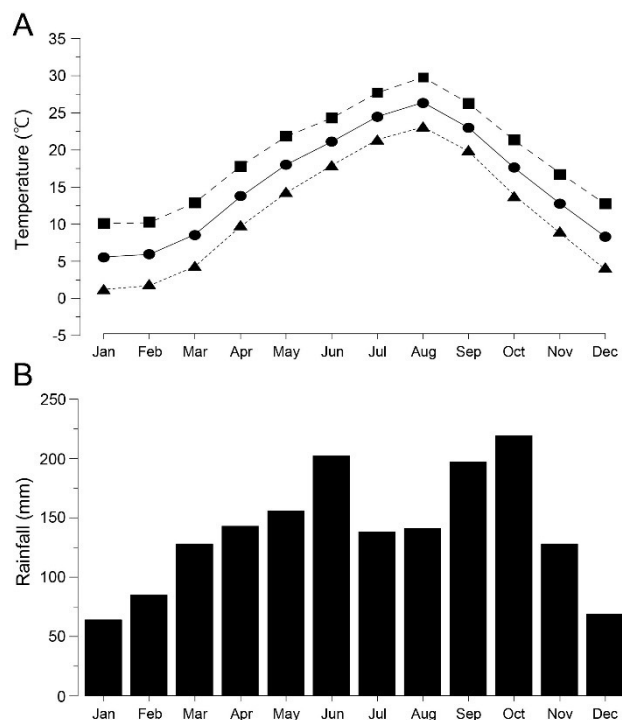 A
35
30
25
20
15
10
5
0
-5
Temperature (℃)
Jan Feb Mar Apr May Jun Jul Aug Sep Oct Nov Dec
B
250
200
150
100
50
0
Rainfall (mm)
Jan Feb Mar Apr May Jun Jul Aug Sep Oct Nov Dec